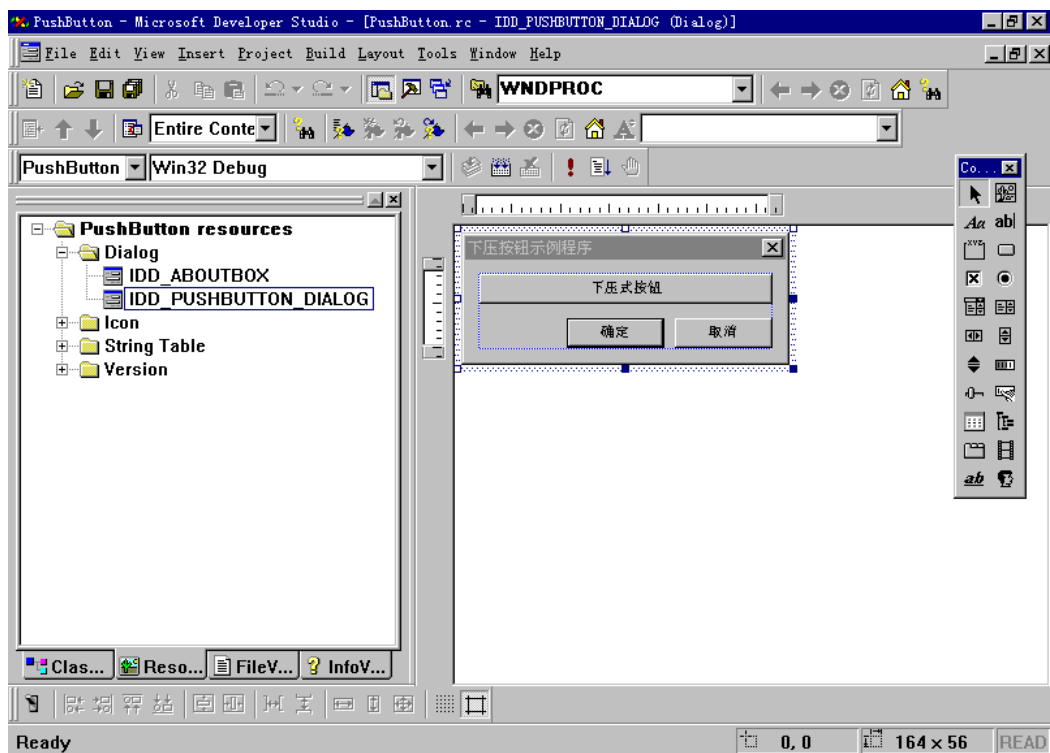 PushButton - Microsoft Developer Studio - [PushButton.rc - IDD_PUSHBUTTON_DIALOG (Dialog)]
File Edit View Insert Project Build Layout Tools Window Help
WNDPROC
Entire Conte
PushButton Win32 Debug
Co...
PushButton resources
Dialog
IDD_ABOUTBOX
IDD_PUSHBUTTON_DIALOG
Icon
String Table
Version
下压按钮示例程序
下压式按钮
确定 取消
Aa ab|
XYZ
ab
Clas... Reso... FileV... InfoV...
Ready 0, 0 164×56 READ